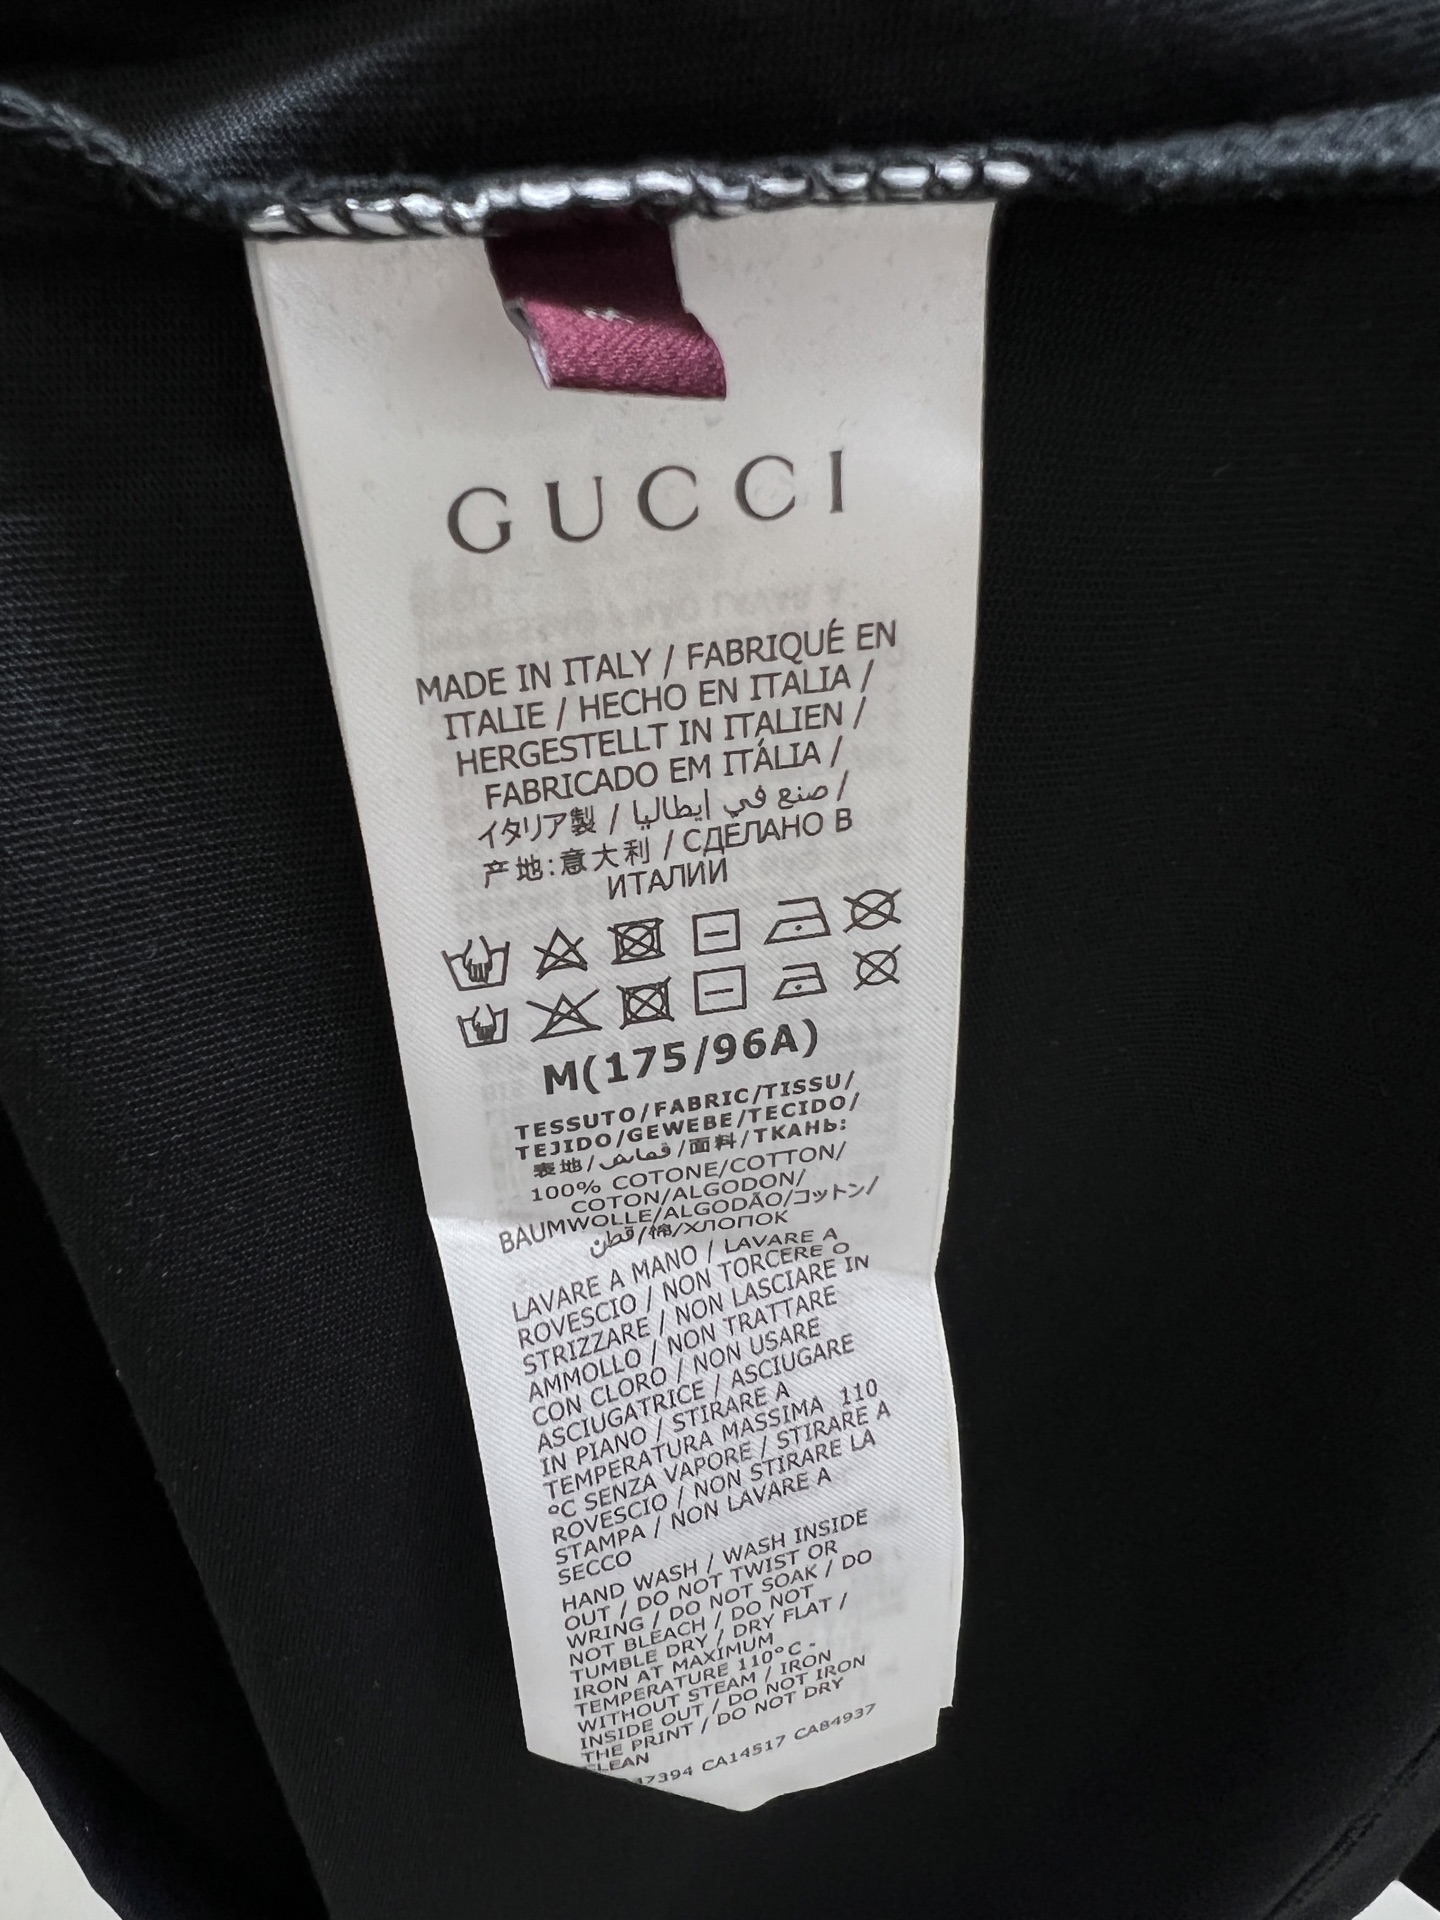 GUCCI
MADE IN ITALY / FABRIQUÉ EN
ITALIE / HECHO EN ITALIA /
HERGESTELLT IN ITALIEN /
FABRICADO EM ITÁLIA /
イタリア製 / صنع في إيطاليا /
产地:意大利 / СДЕЛАНО В
ИТАЛИИ
M(175/96A)
TESSUTO/FABRIC/TISSU/
TEJIDO/GEWEBE/TECIDO/
表地/قماش/面料/ТКАНЬ:
100% COTONE/COTTON/
COTON/ALGODON/
BAUMWOLLE/ALGODÃO/コットン/
قطن/棉/ХЛОПОК
LAVARE A MANO / LAVARE A
ROVESCIO / NON TORCERE O
STRIZZARE / NON LASCIARE IN
AMMOLLO / NON TRATTARE
CON CLORO / NON USARE
ASCIUGATRICE / ASCIUGARE
IN PIANO / STIRARE A
TEMPERATURA MASSIMA 110
°C SENZA VAPORE / STIRARE A
ROVESCIO / NON STIRARE LA
STAMPA / NON LAVARE A
SECCO
HAND WASH / WASH INSIDE
OUT / DO NOT TWIST OR
WRING / DO NOT SOAK / DO
NOT BLEACH / DO NOT
TUMBLE DRY / DRY FLAT /
IRON AT MAXIMUM
TEMPERATURE 110°C -
WITHOUT STEAM / IRON
INSIDE OUT / DO NOT IRON
THE PRINT / DO NOT DRY
CLEAN
CA14517 CA84937